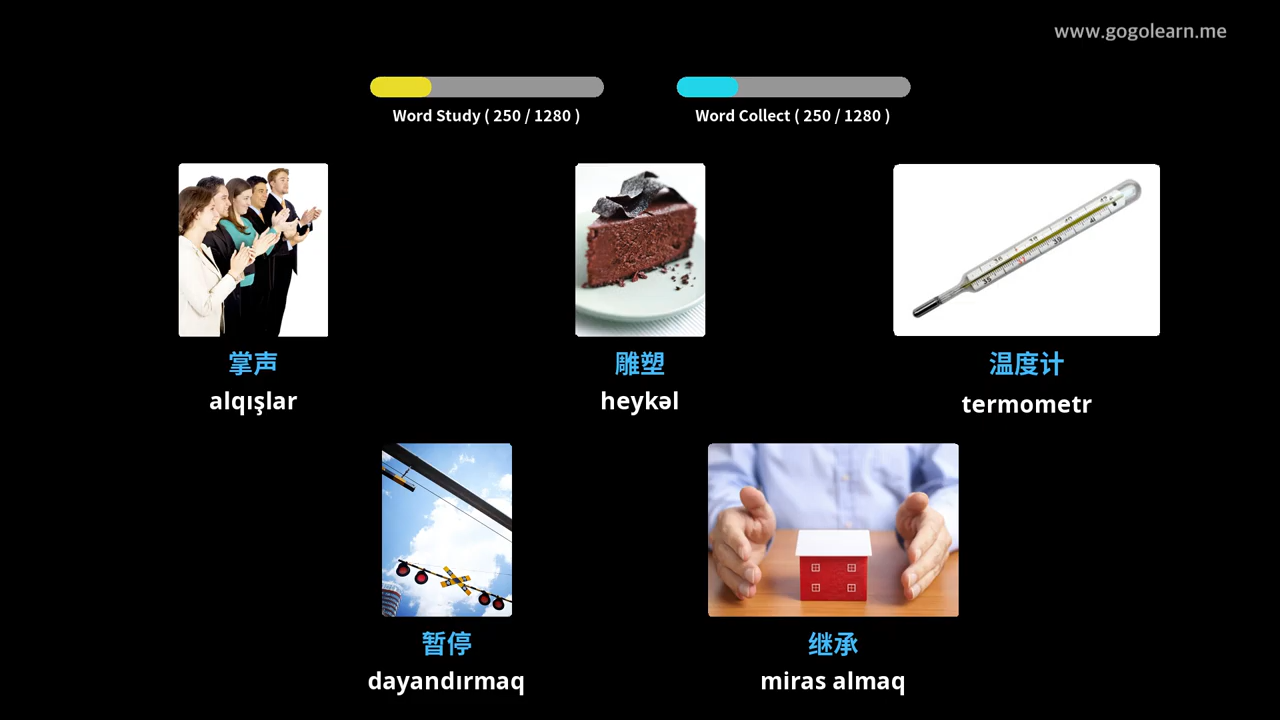 www.gogolearn.me
Word Study ( 250 / 1280 )
Word Collect ( 250 / 1280 )
掌声
alqışlar
雕塑
heykəl
温度计
termometr
暂停
dayandırmaq
继承
miras almaq